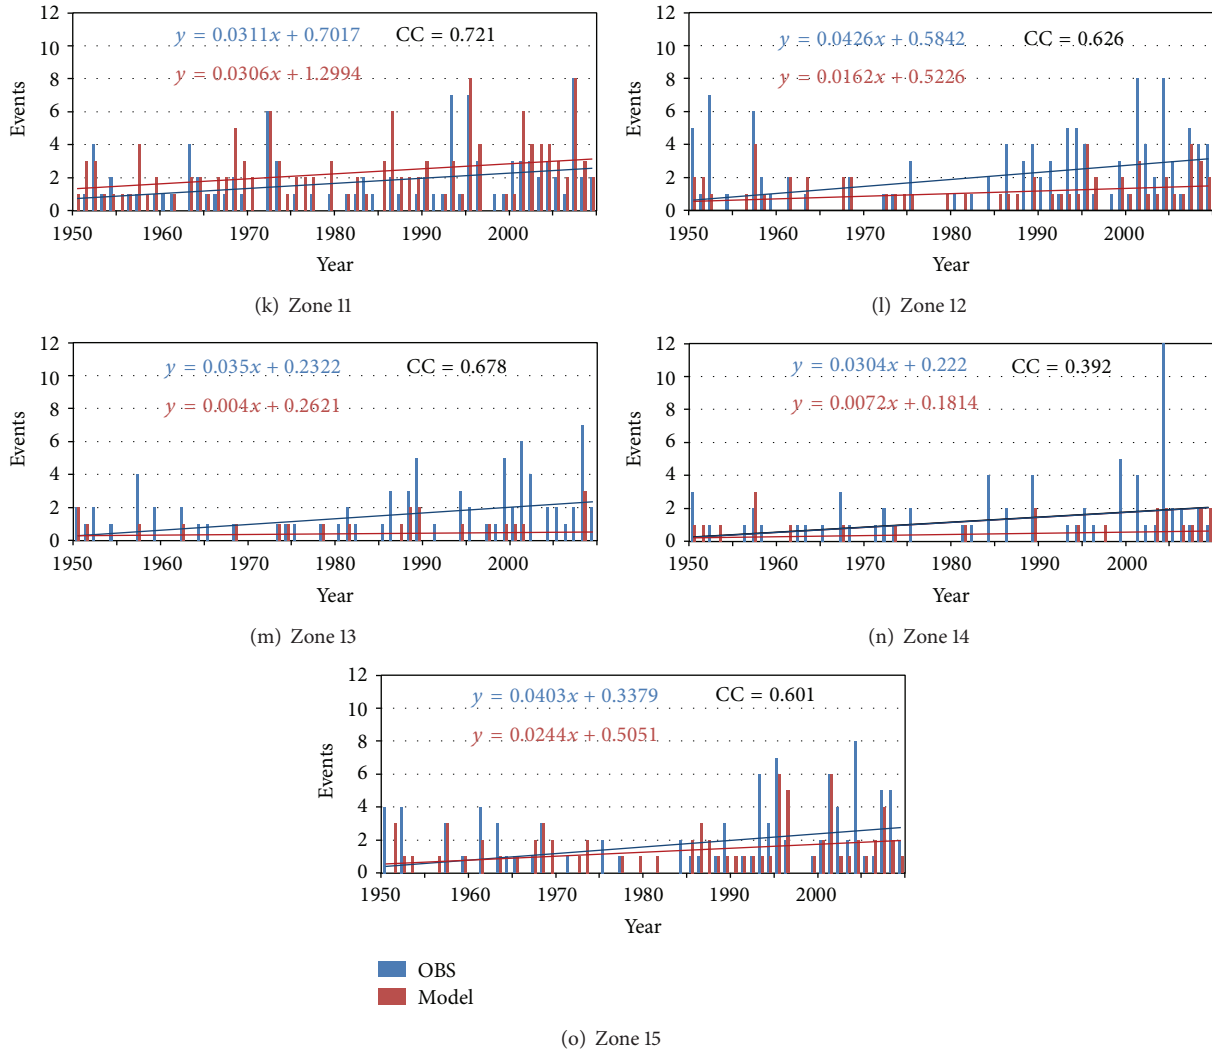 12
10
8
6
4
2
0
Events
y = 0.0311x + 0.7017
CC = 0.721
y = 0.0306x + 1.2994
1950 1960 1970 1980 1990 2000
Year
(k) Zone 11
12
10
8
6
4
2
0
Events
y = 0.0426x + 0.5842
CC = 0.626
y = 0.0162x + 0.5226
1950 1960 1970 1980 1990 2000
Year
(l) Zone 12
12
10
8
6
4
2
0
Events
y = 0.035x + 0.2322
CC = 0.678
y = 0.004x + 0.2621
1950 1960 1970 1980 1990 2000
Year
(m) Zone 13
12
10
8
6
4
2
0
Events
y = 0.0304x + 0.222
CC = 0.392
y = 0.0072x + 0.1814
1950 1960 1970 1980 1990 2000
Year
(n) Zone 14
12
10
8
6
4
2
0
Events
y = 0.0403x + 0.3379
CC = 0.601
y = 0.0244x + 0.5051
1950 1960 1970 1980 1990 2000
Year
OBS
Model
(o) Zone 15